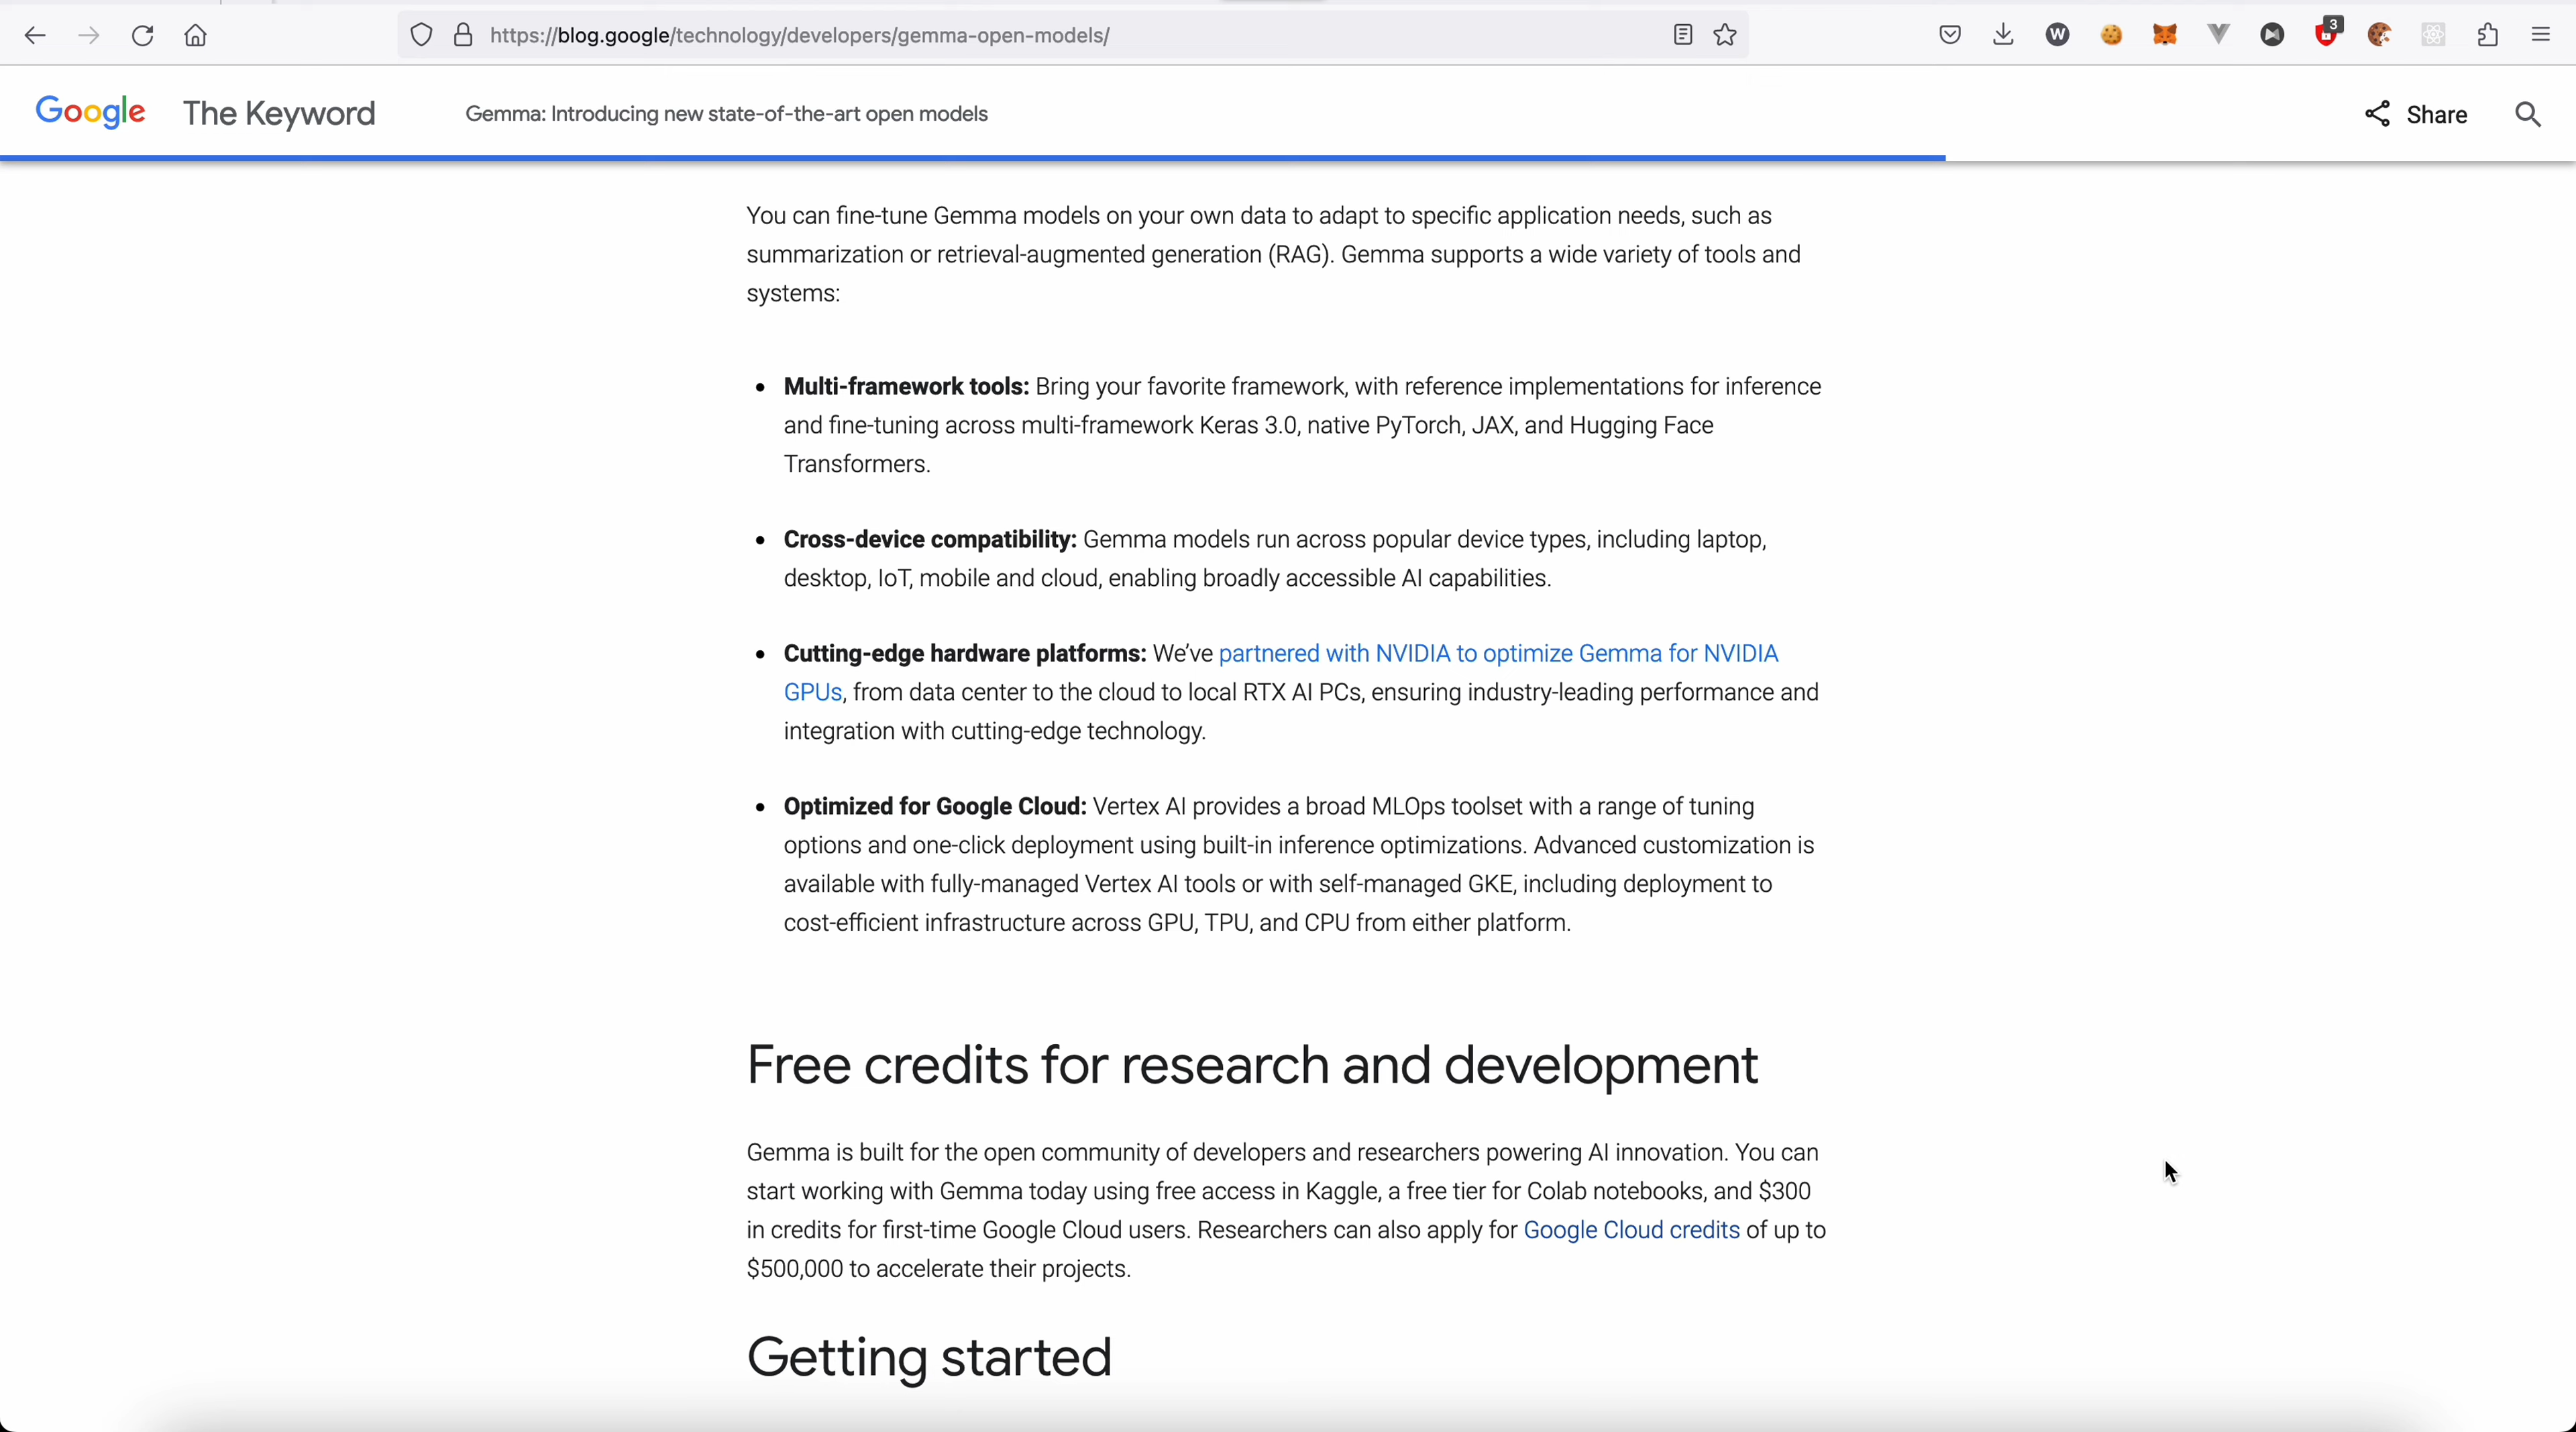 https://blog.google/technology/developers/gemma-open-models/
W
3
Google The Keyword Gemma: Introducing new state-of-the-art open models Share
You can fine-tune Gemma models on your own data to adapt to specific application needs, such as
summarization or retrieval-augmented generation (RAG). Gemma supports a wide variety of tools and
systems:
• Multi-framework tools: Bring your favorite framework, with reference implementations for inference
and fine-tuning across multi-framework Keras 3.0, native PyTorch, JAX, and Hugging Face
Transformers.
• Cross-device compatibility: Gemma models run across popular device types, including laptop,
desktop, IoT, mobile and cloud, enabling broadly accessible AI capabilities.
• Cutting-edge hardware platforms: We’ve partnered with NVIDIA to optimize Gemma for NVIDIA
GPUs, from data center to the cloud to local RTX AI PCs, ensuring industry-leading performance and
integration with cutting-edge technology.
• Optimized for Google Cloud: Vertex AI provides a broad MLOps toolset with a range of tuning
options and one-click deployment using built-in inference optimizations. Advanced customization is
available with fully-managed Vertex AI tools or with self-managed GKE, including deployment to
cost-efficient infrastructure across GPU, TPU, and CPU from either platform.
Free credits for research and development
Gemma is built for the open community of developers and researchers powering AI innovation. You can
start working with Gemma today using free access in Kaggle, a free tier for Colab notebooks, and $300
in credits for first-time Google Cloud users. Researchers can also apply for Google Cloud credits of up to
$500,000 to accelerate their projects.
Getting started